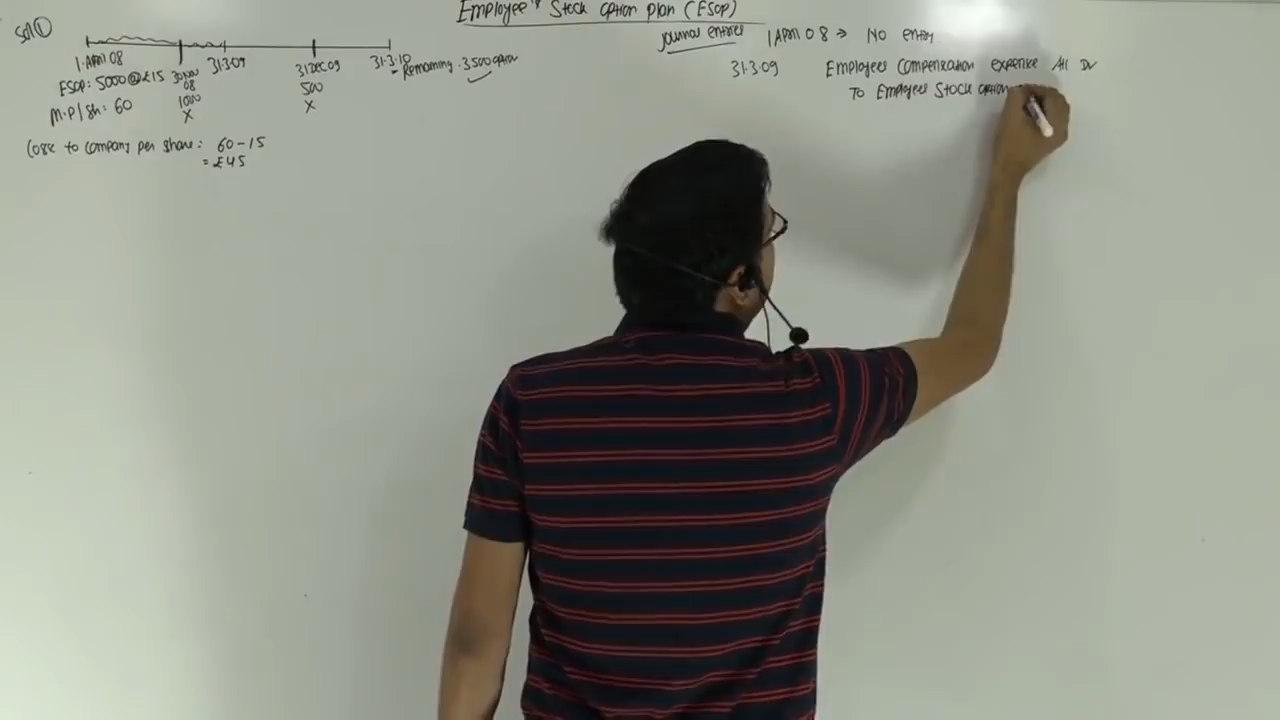 Employee's Stock option plan (ESOP)
Soln ①
1 April 08
30 Nov 08
31.3.09
31 Dec 09
31.3.10
ESOP: 5000 @ £15
1000
X
500
X
Remaining 3500 option
M.P/Sh: 60
Cost to company per share: 60-15
= £45
Journal entries
1 April 08 → No entry
31.3.09 Employees Compensation expense A/c Dr
To Employees Stock option